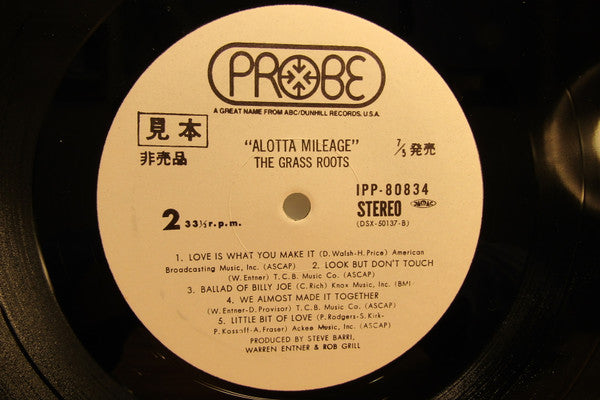 PROBE
A GREAT NAME FROM ABC/DUNHILL RECORDS. U.S.A.
見本
非売品
"ALOTTA MILEAGE"
THE GRASS ROOTS
7/5 発売
IPP-80834
2 33⅓ r.p.m.
STEREO
(DSX-50137-B)
1. LOVE IS WHAT YOU MAKE IT (D. Walsh-H. Price) American
Broadcasting Music, Inc. (ASCAP) 2. LOOK BUT DON'T TOUCH
(W. Entner) T.C.B. Music Co. (ASCAP)
3. BALLAD OF BILLY JOE (C. Rich) Knox Music, Inc. (BMI
4. WE ALMOST MADE IT TOGETHER
(W. Entner-D. Provisor) T.C.B. Music Co. (ASCAP)
5. LITTLE BIT OF LOVE (P. Rodgers-S. Kirk-
P. Kossoff-A. Fraser) Ackee Music, Inc. (ASCAP)
PRODUCED BY STEVE BARRI,
WARREN ENTNER & ROB GRILL